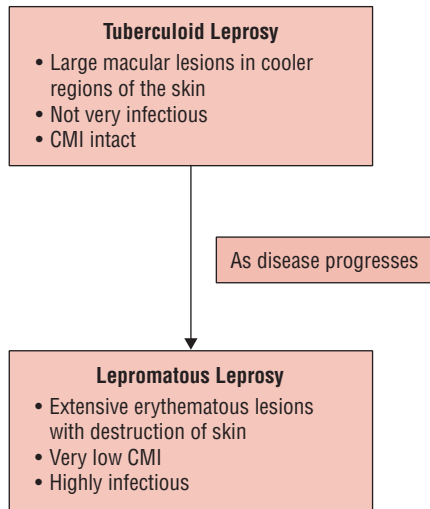 Tuberculoid Leprosy
• Large macular lesions in cooler
regions of the skin
• Not very infectious
• CMI intact
As disease progresses
Lepromatous Leprosy
• Extensive erythematous lesions
with destruction of skin
• Very low CMI
• Highly infectious